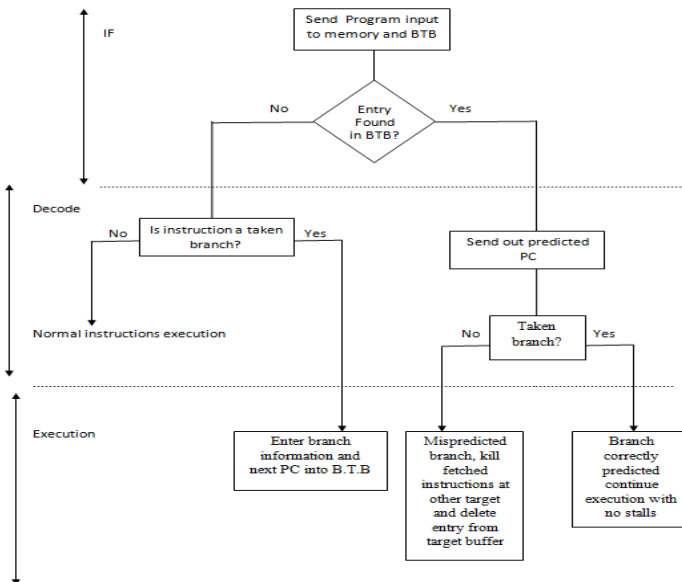 Send Program input
to memory and BTB
IF
No
Entry
Found
in BTB?
Yes
Decode
No
Is instruction a taken
branch?
Yes
Send out predicted
PC
Normal instructions execution
No
Taken
branch?
Yes
Execution
Enter branch
information and
next PC into B.T.B
Mispredicted
branch, kill
fetched
instructions at
other target
and delete
entry from
target buffer
Branch
correctly
predicted
continue
execution with
no stalls